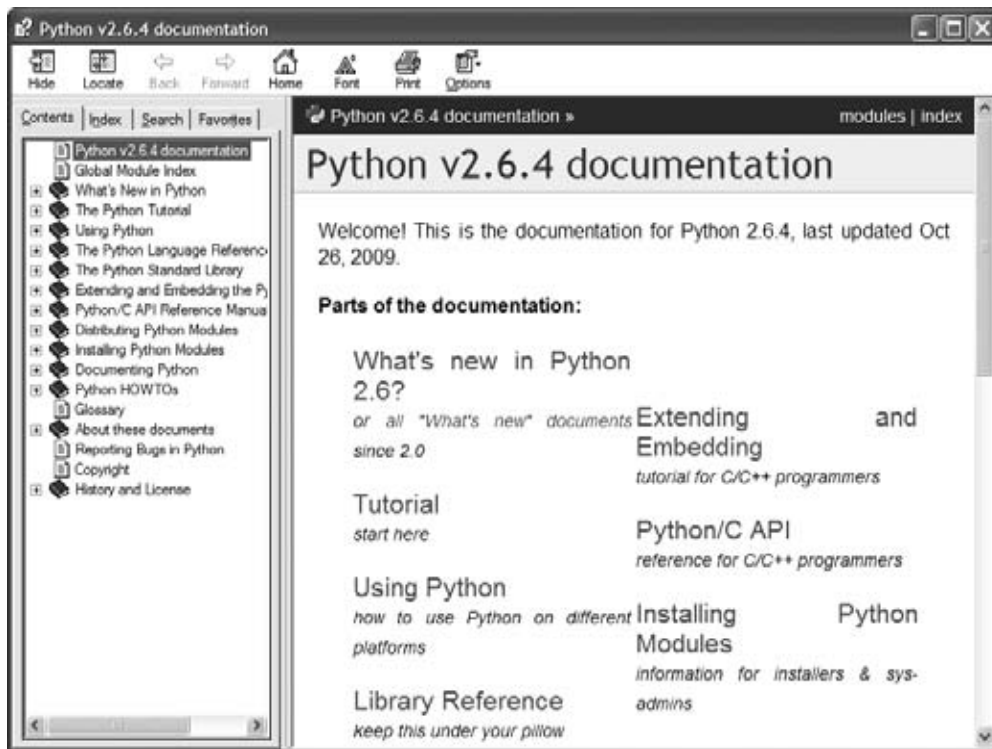 Python v2.6.4 documentation
Hide Locate Back Forward Home Font Print Options
Contents Index Search Favorites
Python v2.6.4 documentation
Global Module Index
What's New in Python
The Python Tutorial
Using Python
The Python Language Reference
The Python Standard Library
Extending and Embedding the Py
Python/C API Reference Manua
Distributing Python Modules
Installing Python Modules
Documenting Python
Python HOWTOs
Glossary
About these documents
Reporting Bugs in Python
Copyright
History and License
Python v2.6.4 documentation »
modules | index
Python v2.6.4 documentation
Welcome! This is the documentation for Python 2.6.4, last updated Oct
26, 2009.
Parts of the documentation:
What's new in Python
2.6?
or all "What's new" documents
since 2.0
Tutorial
start here
Using Python
how to use Python on different
platforms
Library Reference
keep this under your pillow
Extending and
Embedding
tutorial for C/C++ programmers
Python/C API
reference for C/C++ programmers
Installing Python
Modules
information for installers & sys-
admins